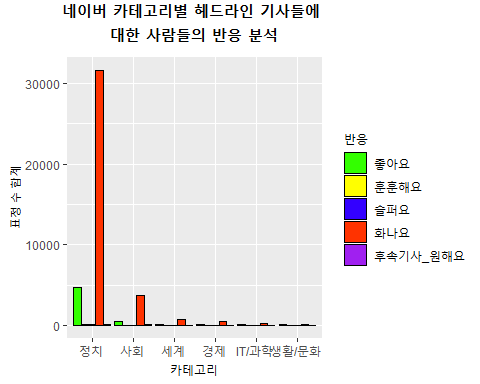 네이버 카테고리별 헤드라인 기사들에
대한 사람들의 반응 분석
30000
20000
10000
0
표정 수 합계
정치
사회
세계
경제
IT/과학
생활/문화
카테고리
반응
좋아요
훈훈해요
슬퍼요
화나요
후속기사_원해요